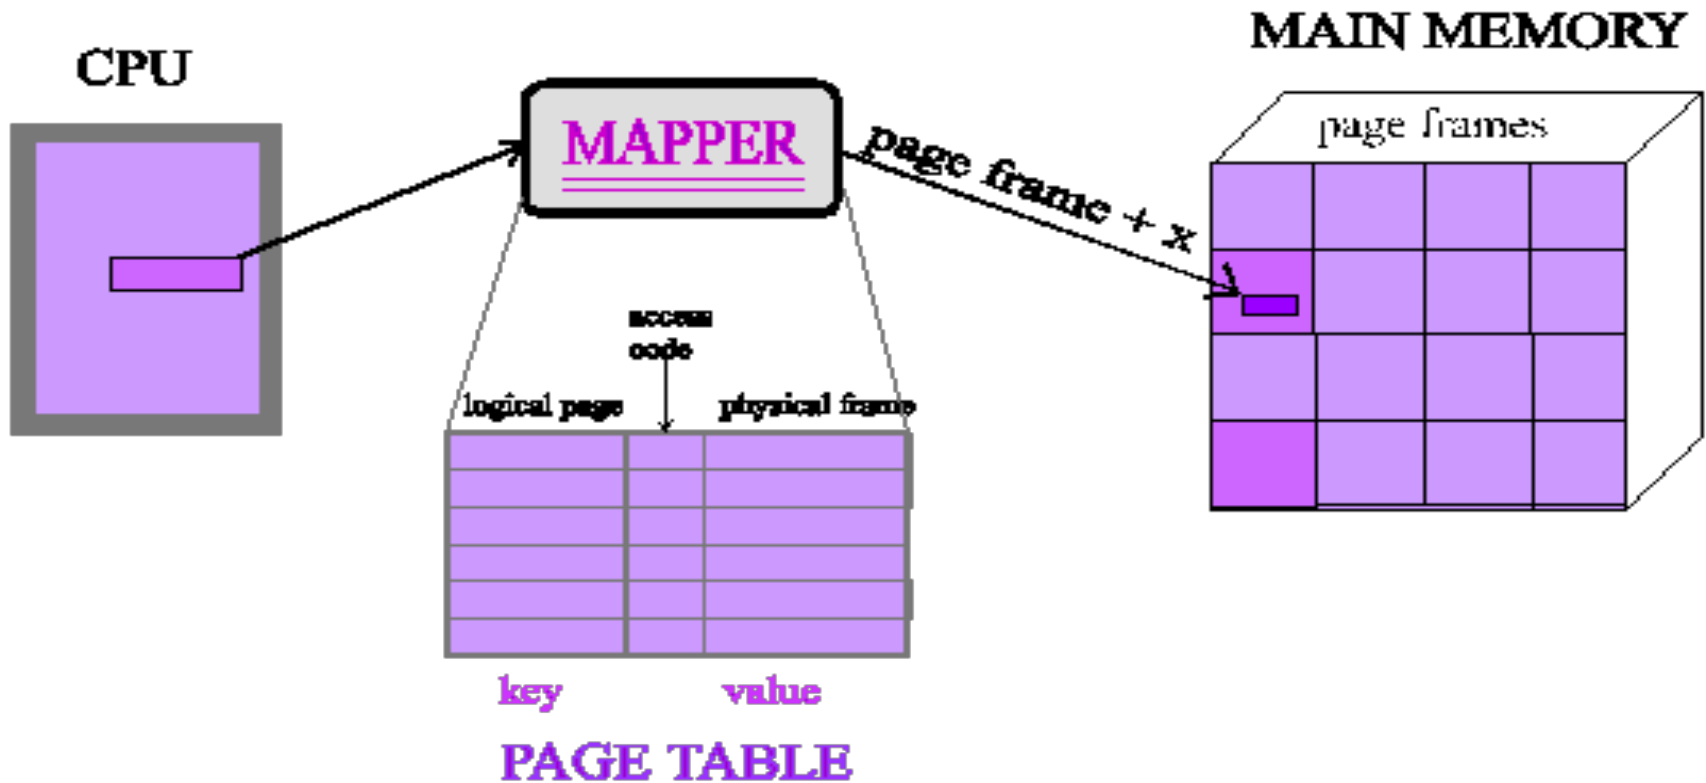 MAIN MEMORY
CPU
page frames
MAPPER
page frame + x
access
code
logical page
physical frame
key
value
PAGE TABLE